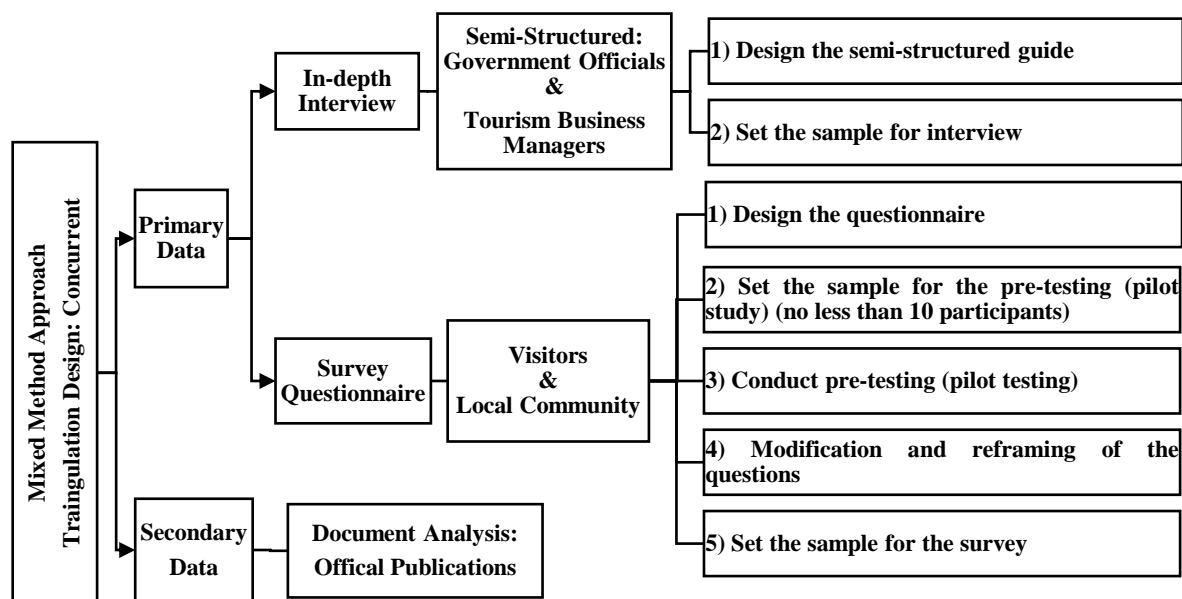 Mixed Method Approach
Traingulation Design: Concurrent
Primary
Data
In-depth
Interview
Semi-Structured:
Government Officials
&
Tourism Business
Managers
1) Design the semi-structured guide
2) Set the sample for interview
Survey
Questionnaire
Visitors
&
Local Community
1) Design the questionnaire
2) Set the sample for the pre-testing (pilot
study) (no less than 10 participants)
3) Conduct pre-testing (pilot testing)
4) Modification and reframing of the
questions
5) Set the sample for the survey
Secondary
Data
Document Analysis:
Offical Publications